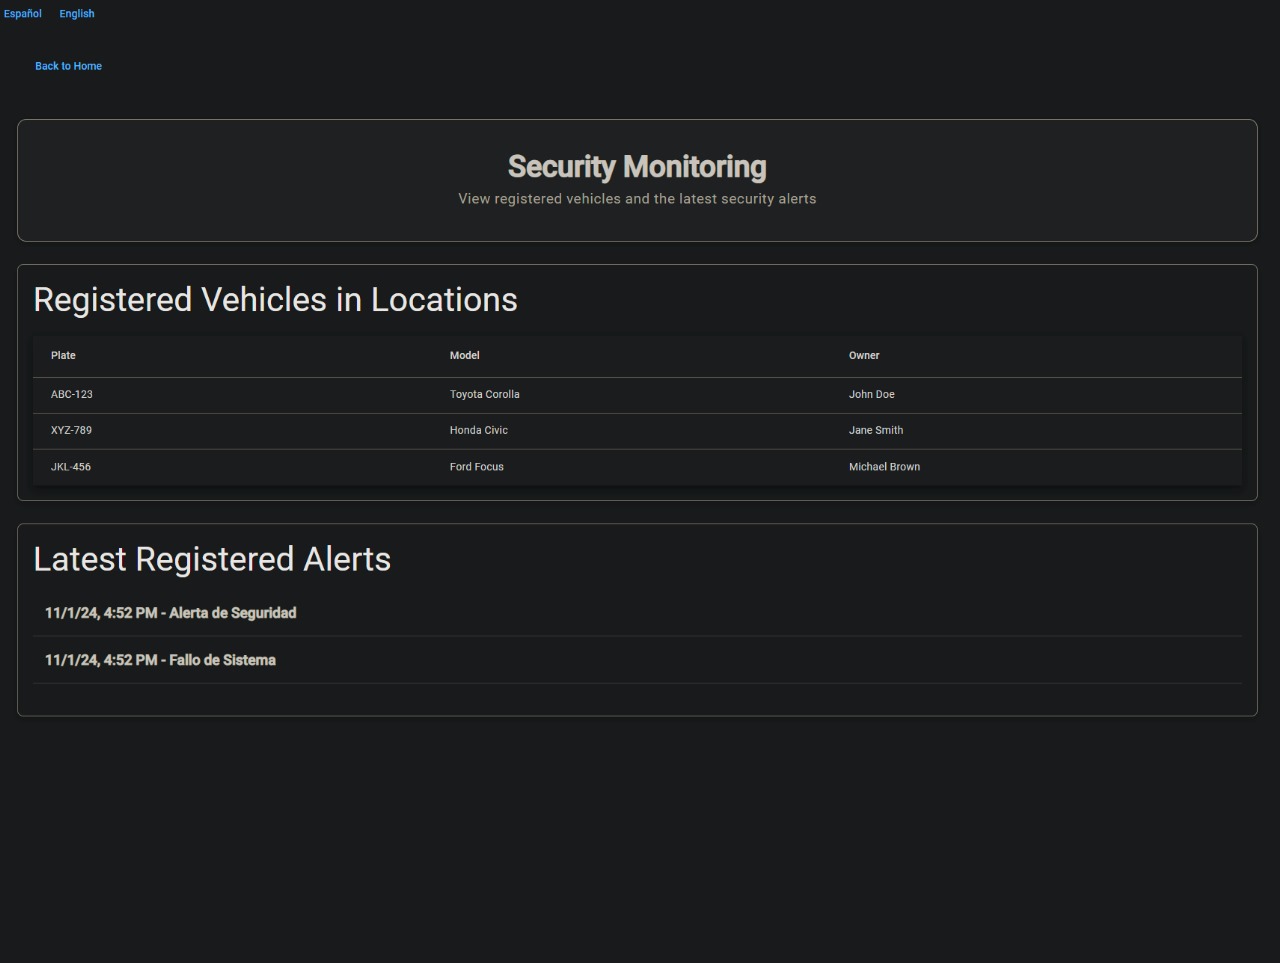 Español English
Back to Home
Security Monitoring
View registered vehicles and the latest security alerts
Registered Vehicles in Locations
Plate Model Owner
ABC-123 Toyota Corolla John Doe
XYZ-789 Honda Civic Jane Smith
JKL-456 Ford Focus Michael Brown
Latest Registered Alerts
11/1/24, 4:52 PM - Alerta de Seguridad
11/1/24, 4:52 PM - Fallo de Sistema